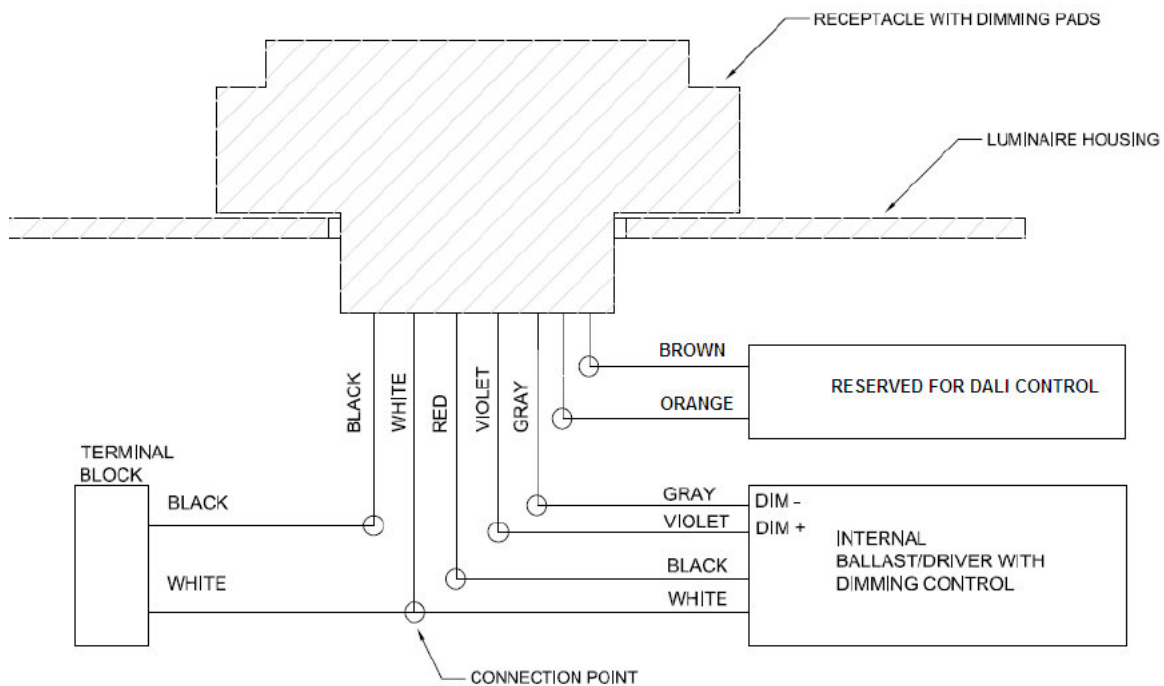 RECEPTACLE WITH DIMMING PADS
LUMINAIRE HOUSING
BLACK
WHITE
RED
VIOLET
GRAY
BROWN
ORANGE
RESERVED FOR DALI CONTROL
TERMINAL
BLOCK
BLACK
WHITE
GRAY
VIOLET
BLACK
WHITE
DIM -
DIM +
INTERNAL
BALLAST/DRIVER WITH
DIMMING CONTROL
CONNECTION POINT